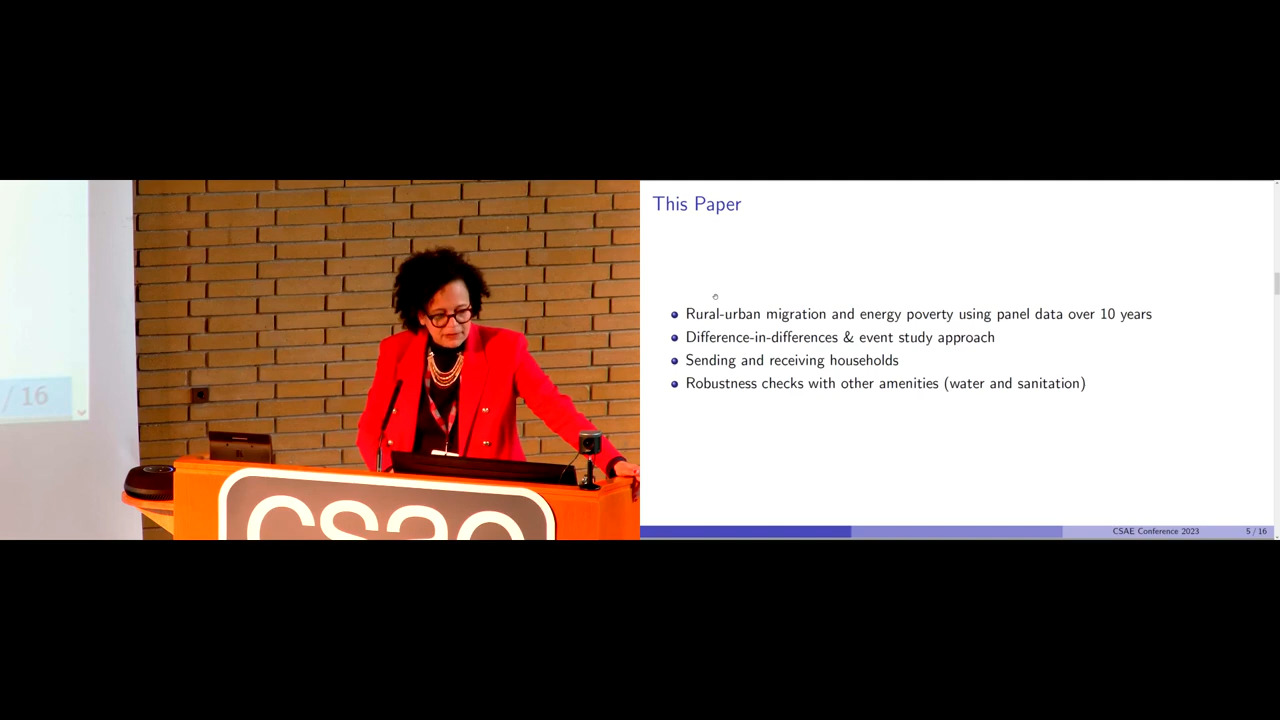 / 16
csae
This Paper
Rural-urban migration and energy poverty using panel data over 10 years
Difference-in-differences & event study approach
Sending and receiving households
Robustness checks with other amenities (water and sanitation)
CSAE Conference 2023 5 / 16